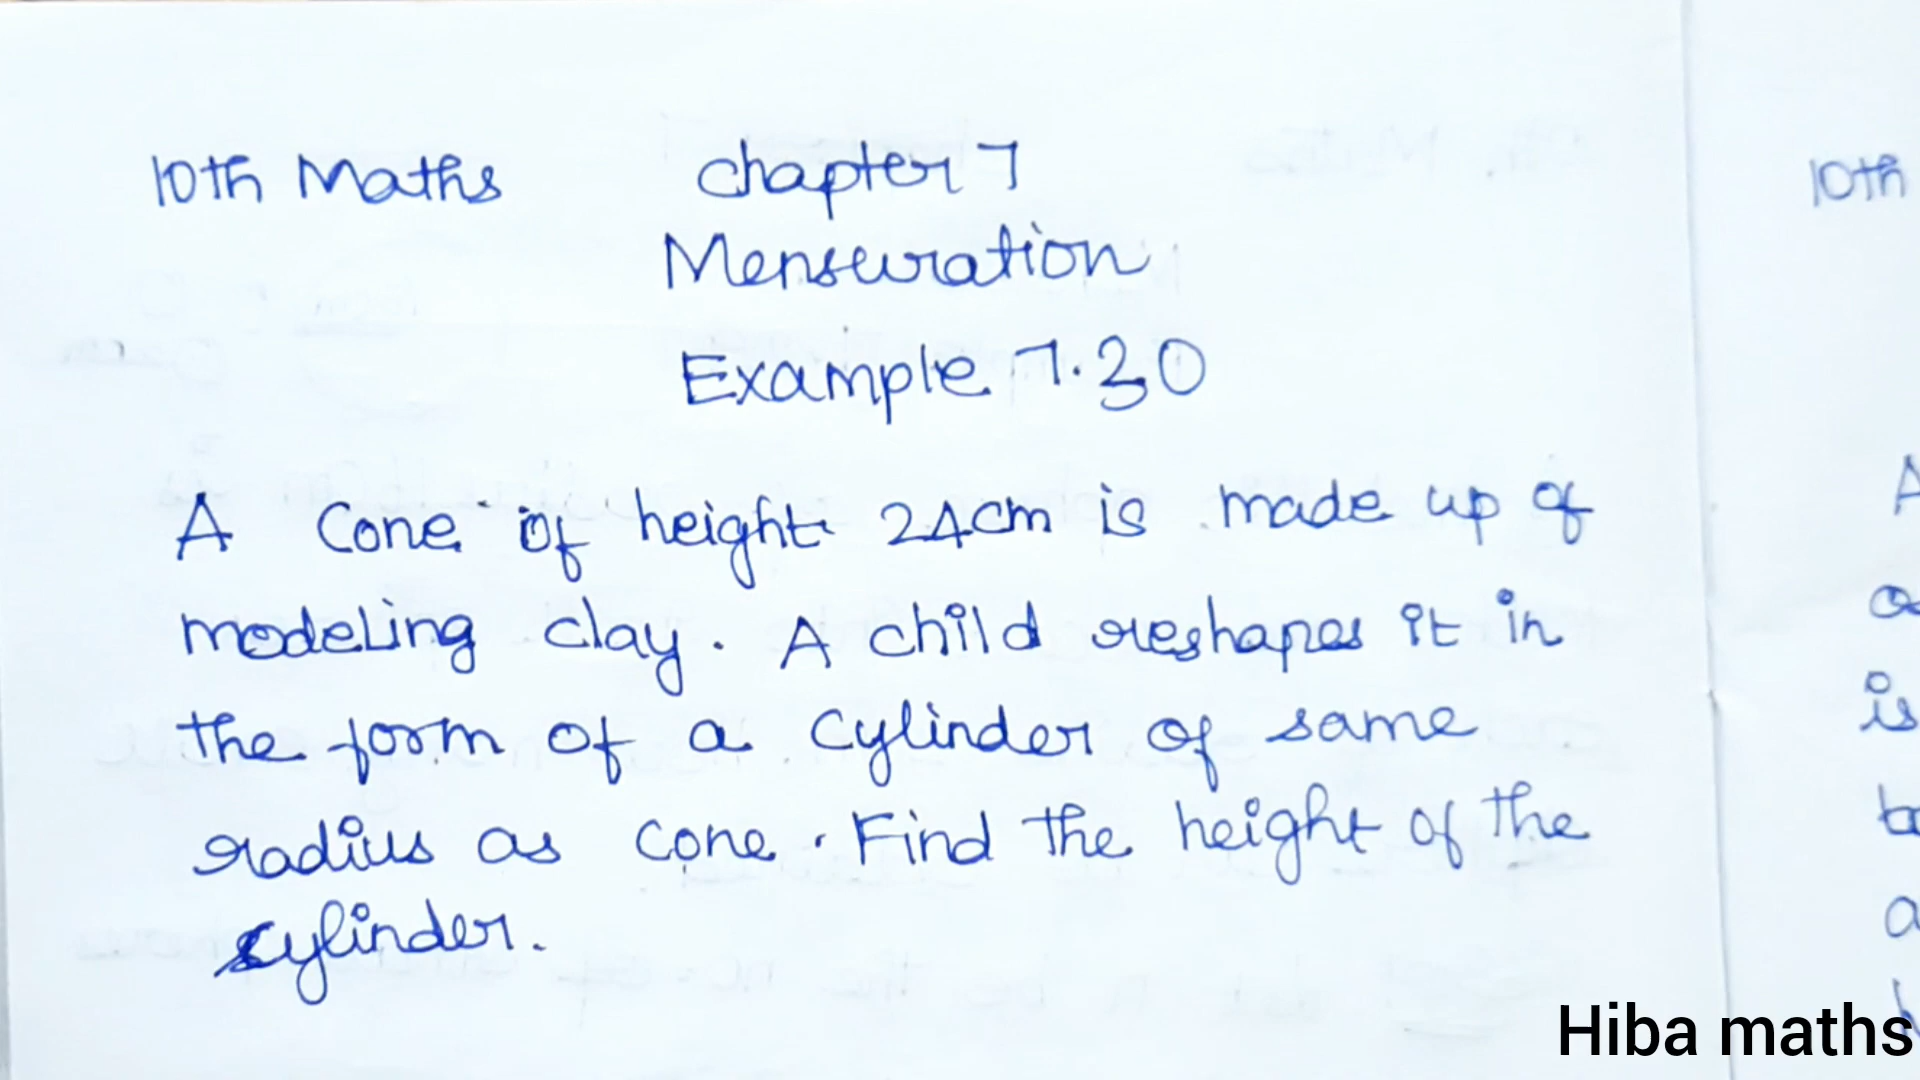 10th Maths chapter 7
Mensuration
Example 7.30
A Cone of height 24cm is made up of
modeling clay. A child reshapes it in
the form of a cylinder of same
radius as cone. Find the height of the
cylinder.
10th
A
is
Hiba maths